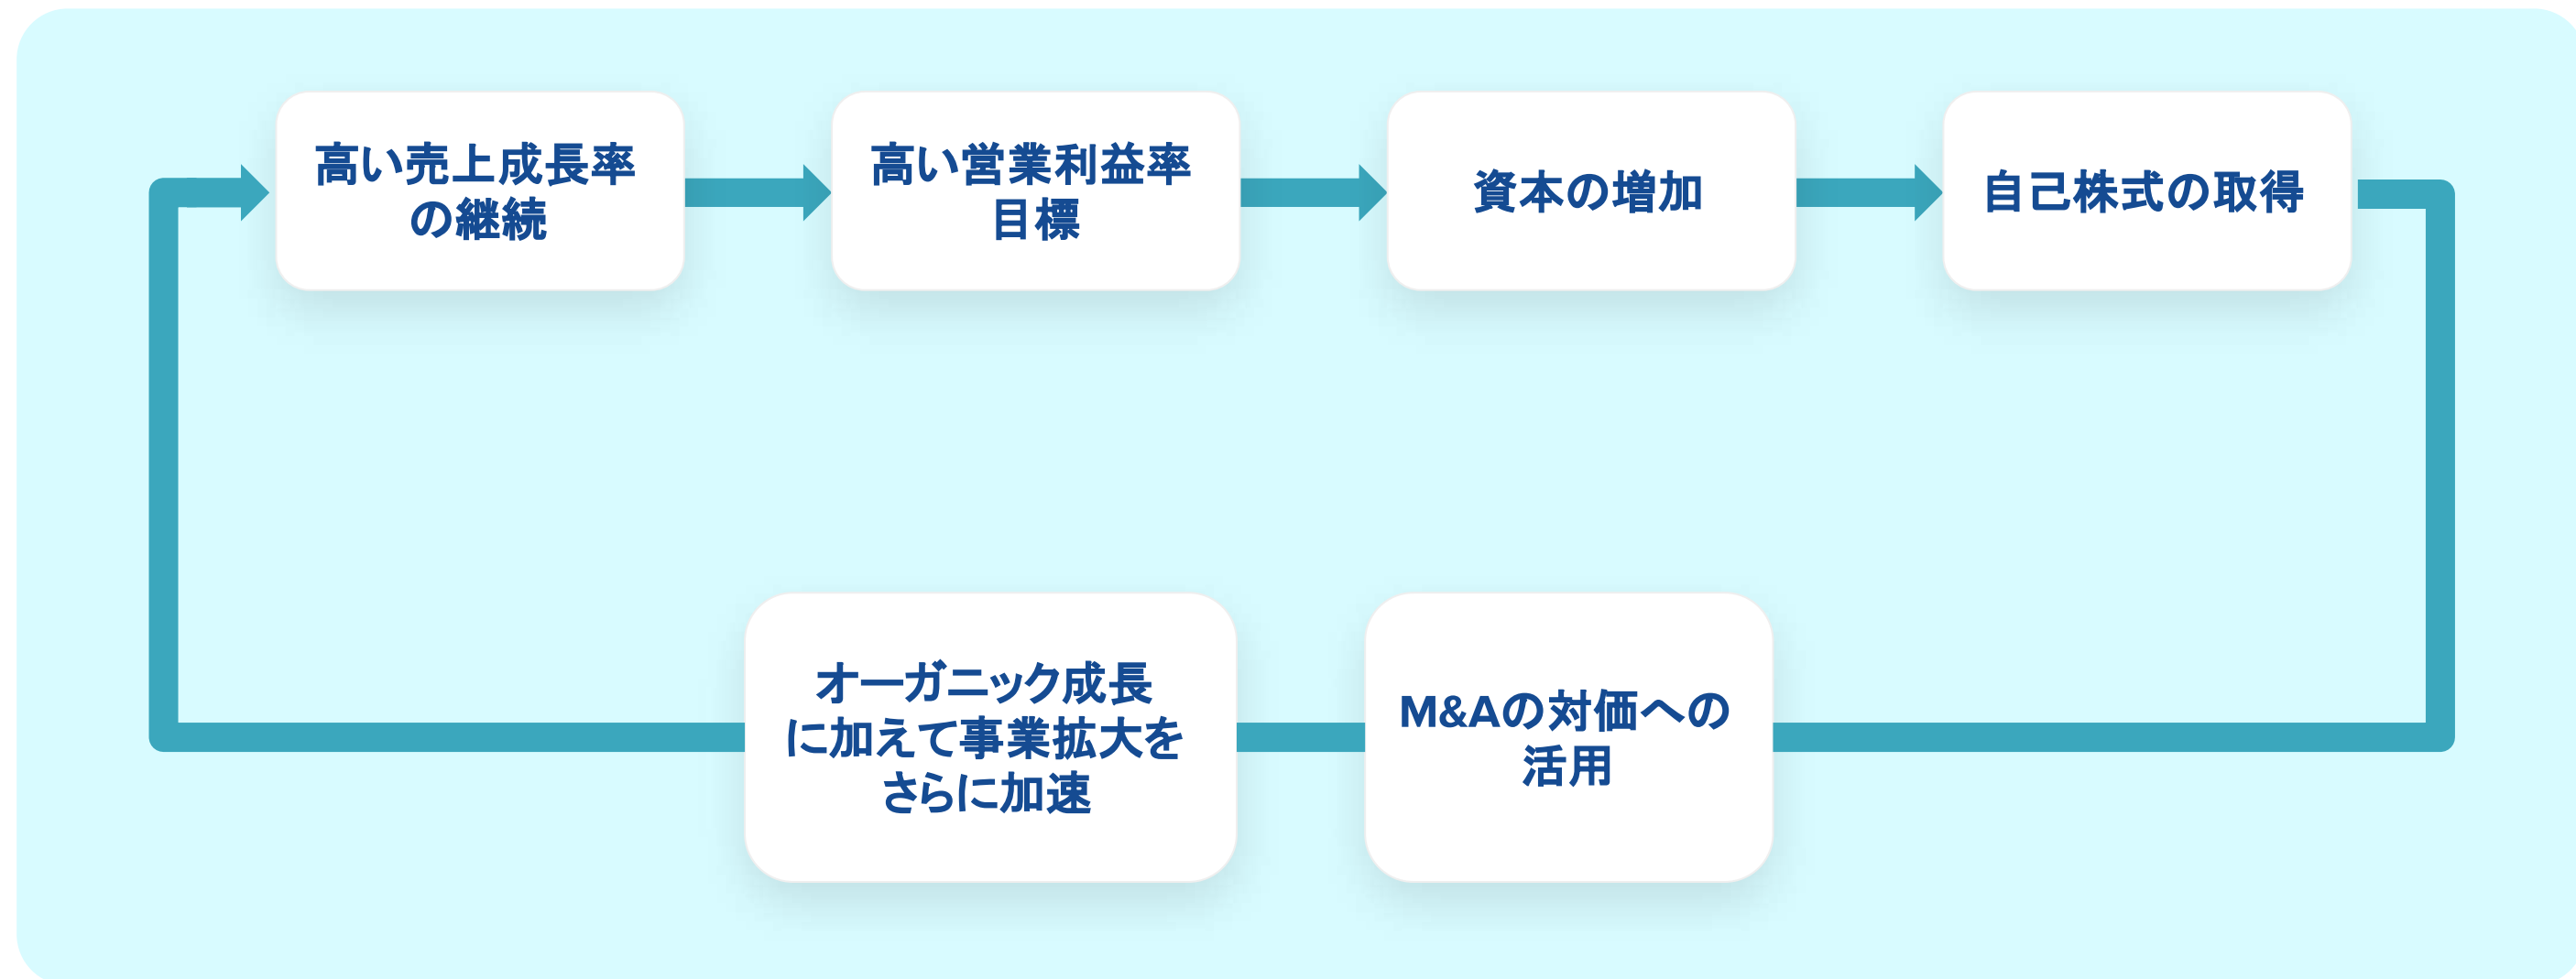 高い売上成長率
の継続
高い営業利益率
目標
資本の増加
自己株式の取得
オーガニック成長
に加えて事業拡大を
さらに加速
M&Aの対価への
活用